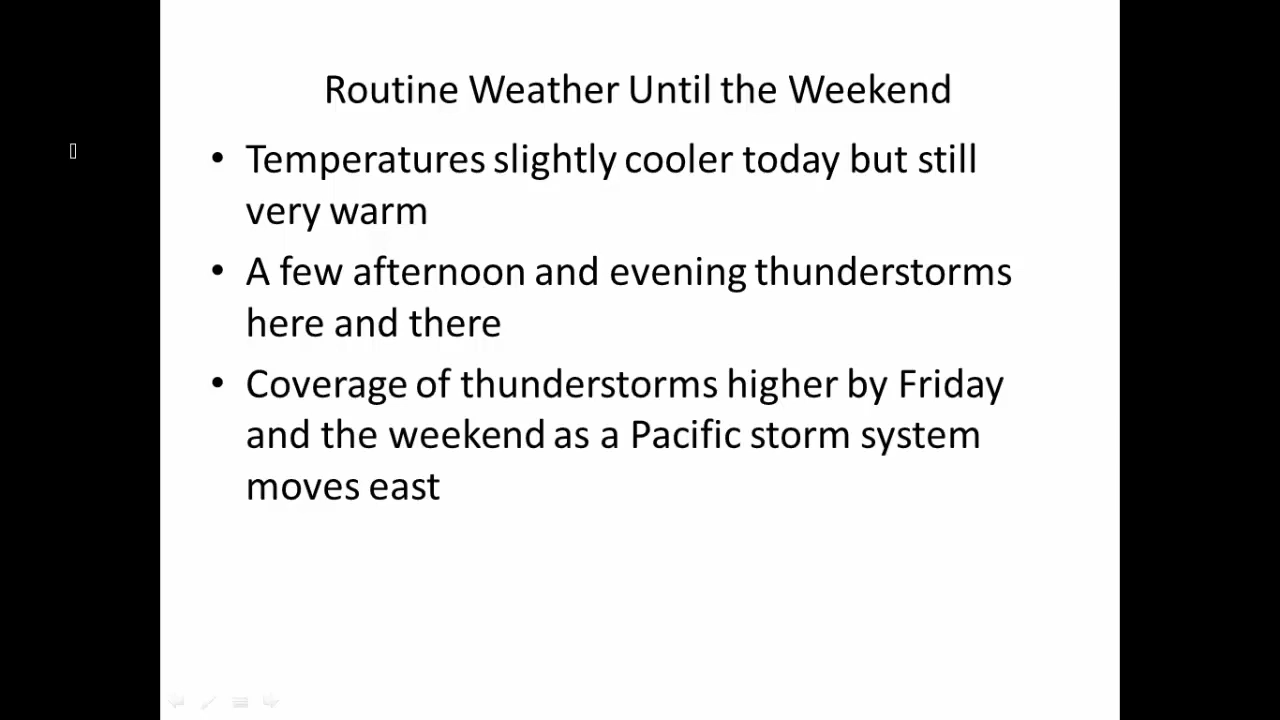 Routine Weather Until the Weekend
• Temperatures slightly cooler today but still
very warm
• A few afternoon and evening thunderstorms
here and there
• Coverage of thunderstorms higher by Friday
and the weekend as a Pacific storm system
moves east